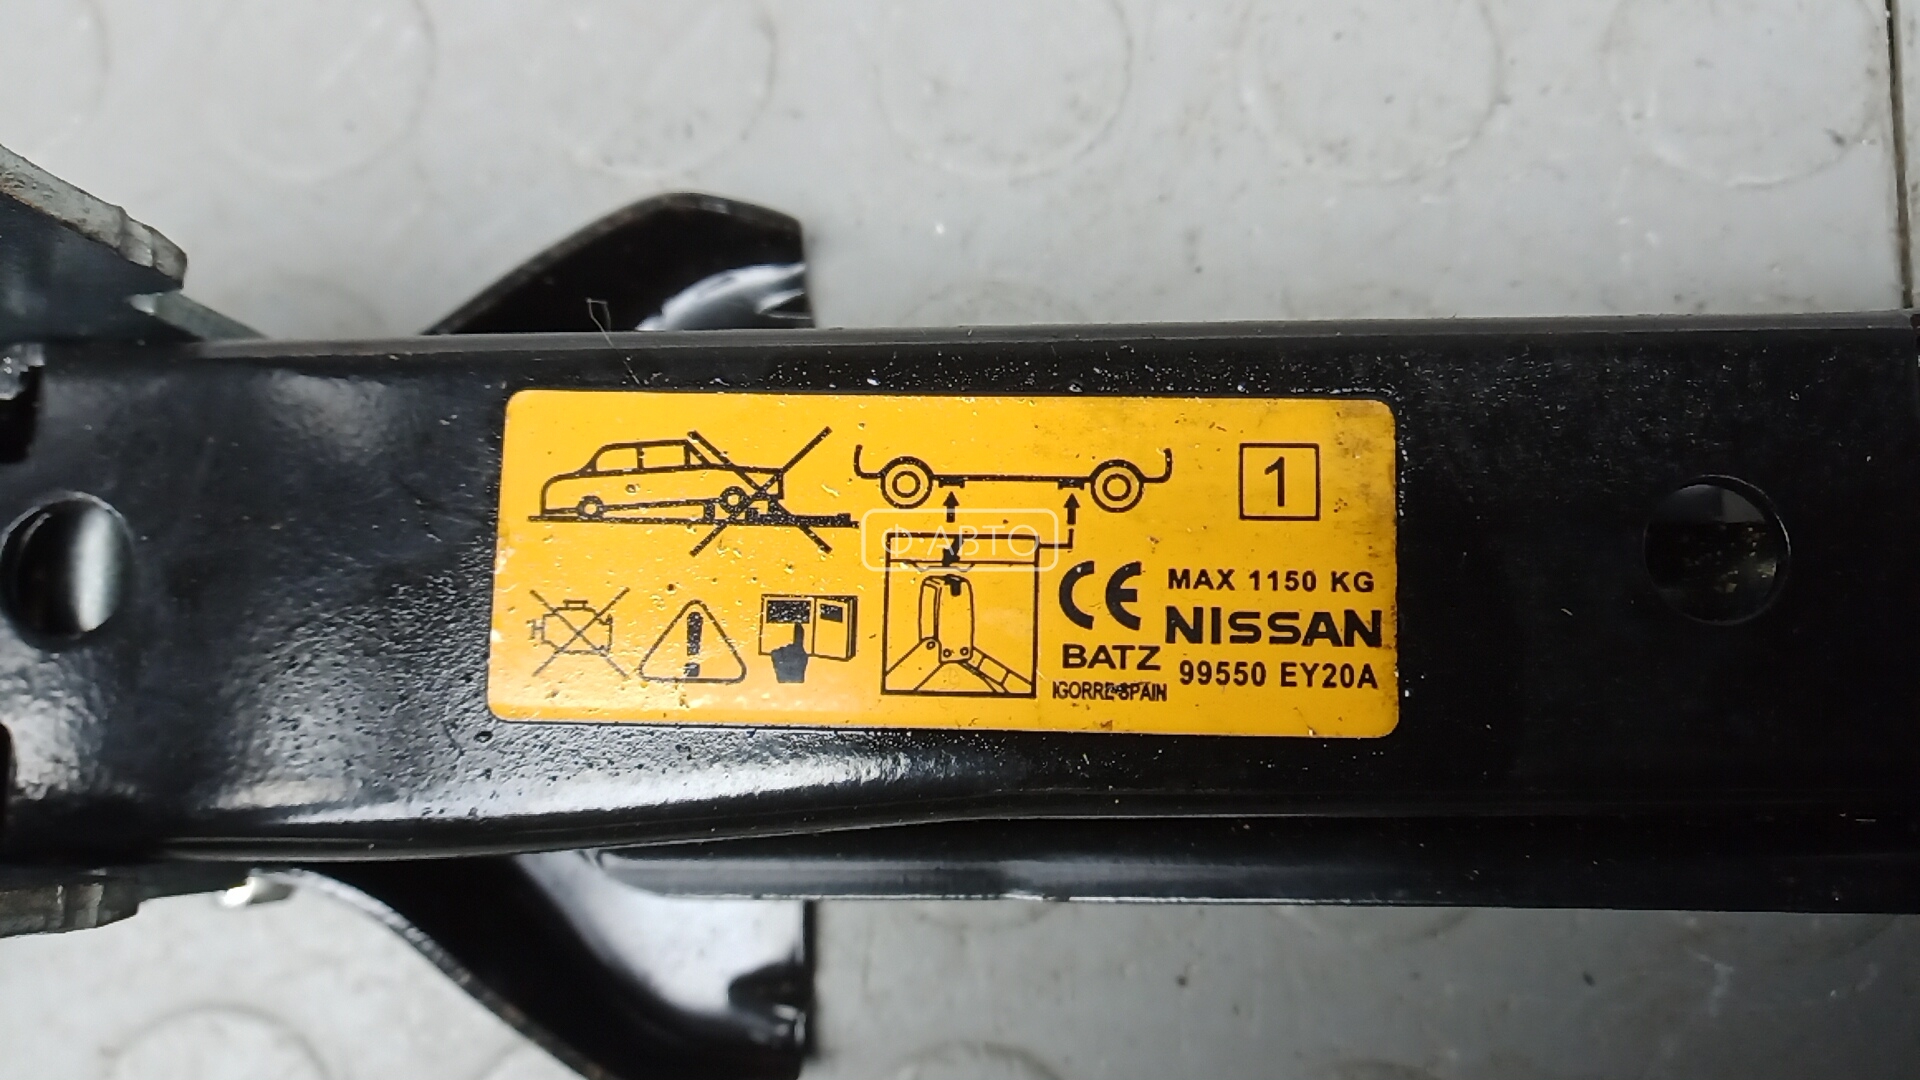 1
Ф-АВТО
CE
MAX 1150 KG
NISSAN
BATZ
99550 EY20A
IGORRE-SPAIN